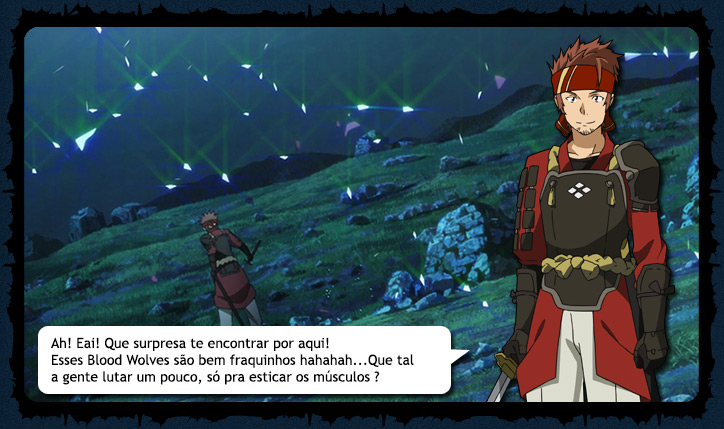 Ah! Eai! Que surpresa te encontrar por aqui!
Esses Blood Wolves são bem fraquinhos hahahah...Que tal
a gente lutar um pouco, só pra esticar os músculos ?